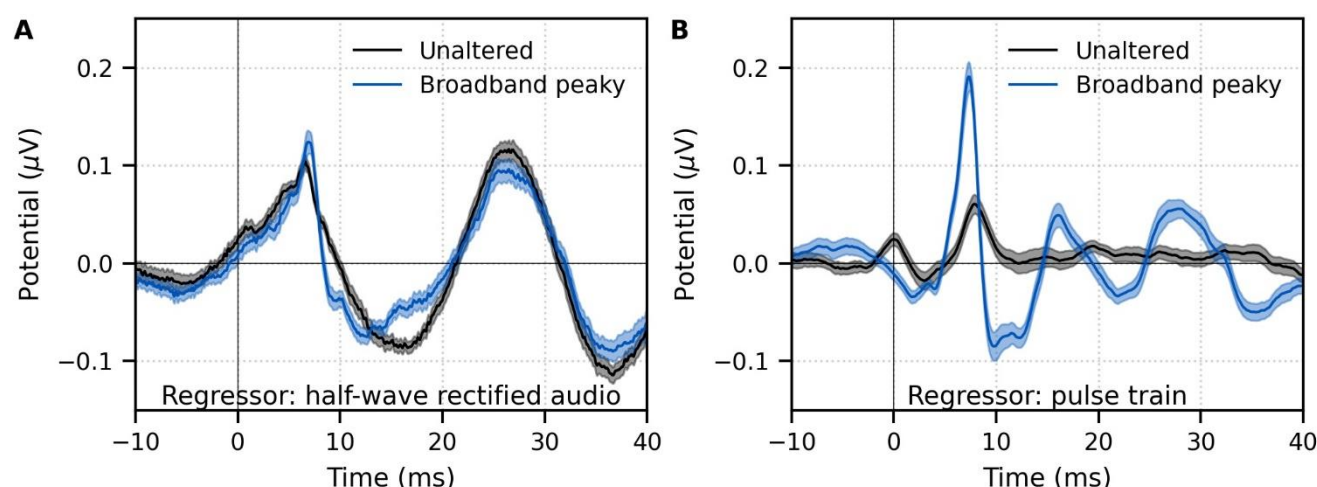 A
Unaltered
Broadband peaky
0.2
0.1
0.0
−0.1
Potential (μV)
Regressor: half-wave rectified audio
−10 0 10 20 30 40
Time (ms)
B
Unaltered
Broadband peaky
0.2
0.1
0.0
−0.1
Potential (μV)
Regressor: pulse train
−10 0 10 20 30 40
Time (ms)